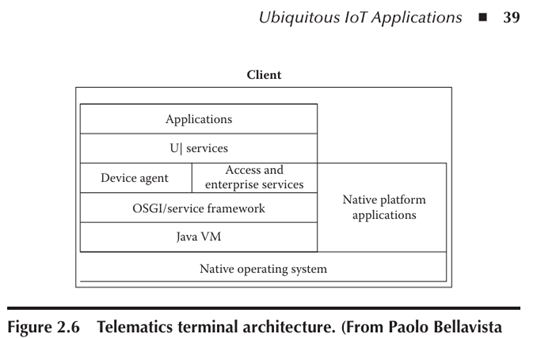 Ubiquitous IoT Applications ■ 39
Client
Applications
U| services
Device agent
Access and
enterprise services
OSGI/service framework
Native platform
applications
Java VM
Native operating system
Figure 2.6 Telematics terminal architecture. (From Paolo Bellavista